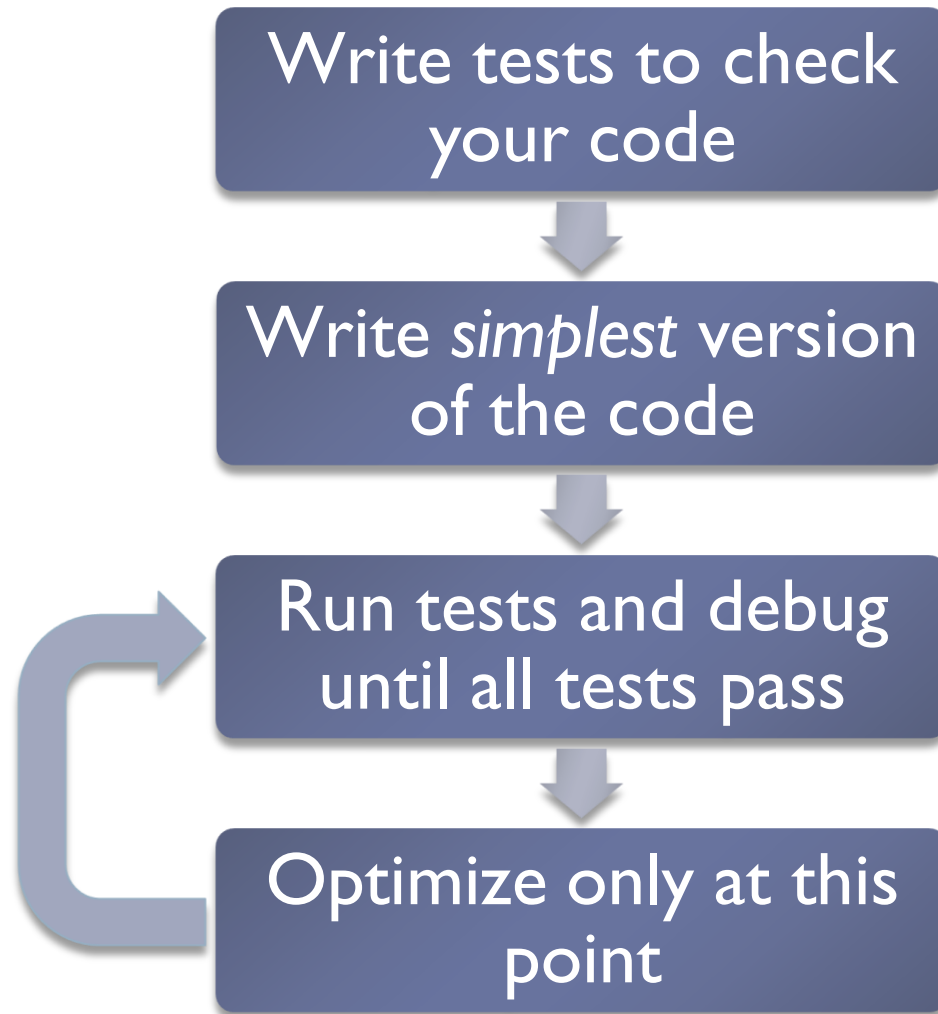 Write tests to check
your code
Write simplest version
of the code
Run tests and debug
until all tests pass
Optimize only at this
point